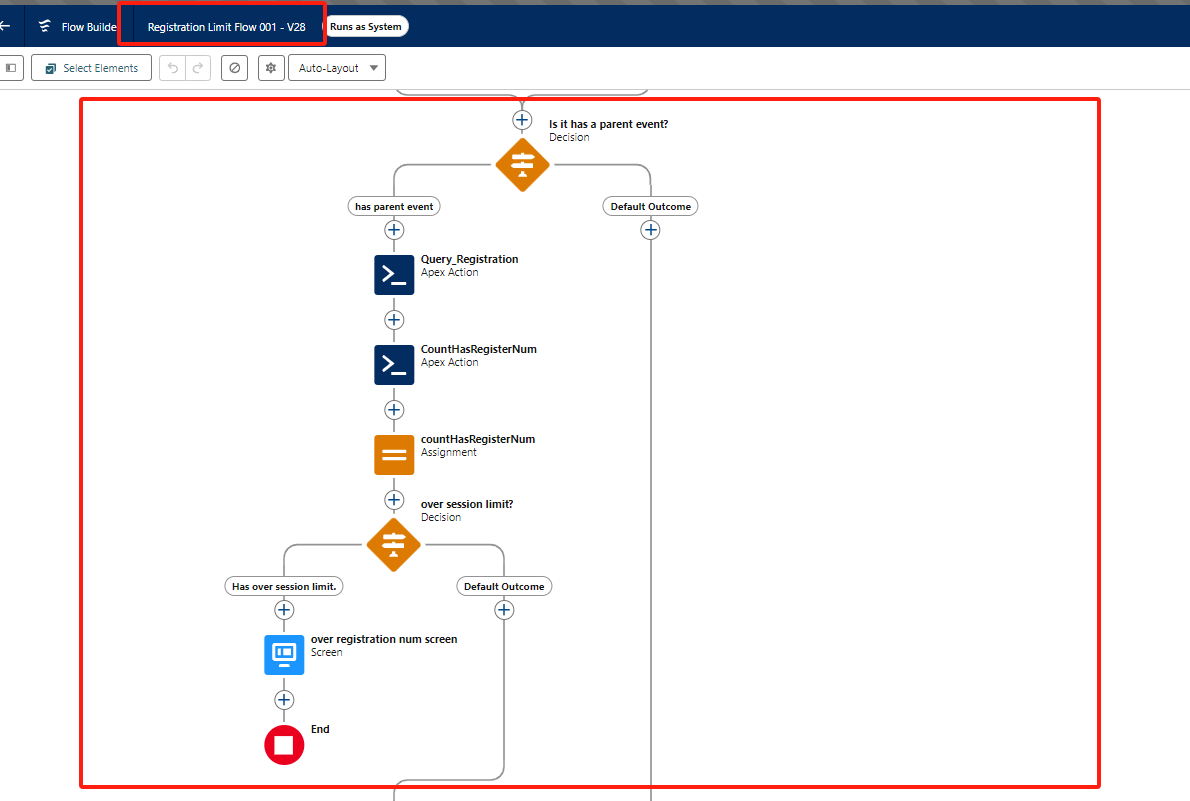 Flow Builder
Registration Limit Flow 001 - V28
Runs as System
Select Elements
Auto-Layout
Is it has a parent event?
Decision
has parent event
Default Outcome
Query_Registration
Apex Action
CountHasRegisterNum
Apex Action
countHasRegisterNum
Assignment
over session limit?
Decision
Has over session limit.
Default Outcome
over registration num screen
Screen
End